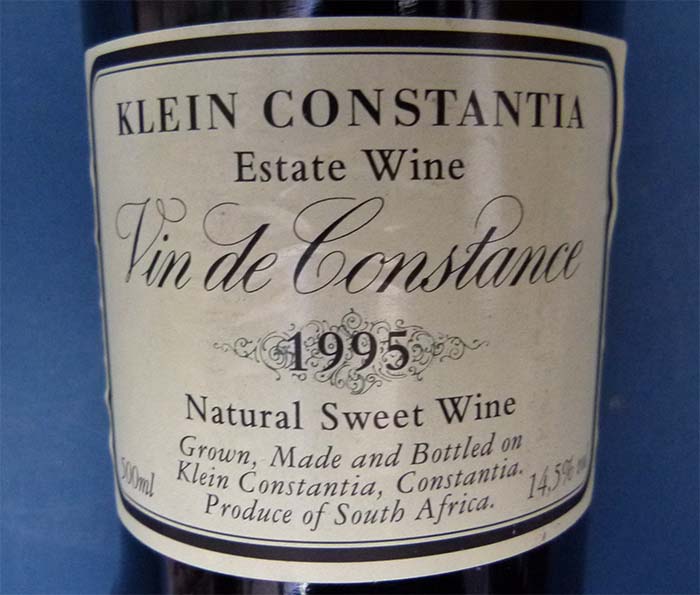 KLEIN CONSTANTIA
Estate Wine
Vin de Constance
1995
Natural Sweet Wine
Grown, Made and Bottled on
Klein Constantia, Constantia.
Produce of South Africa.
500ml
14,5%